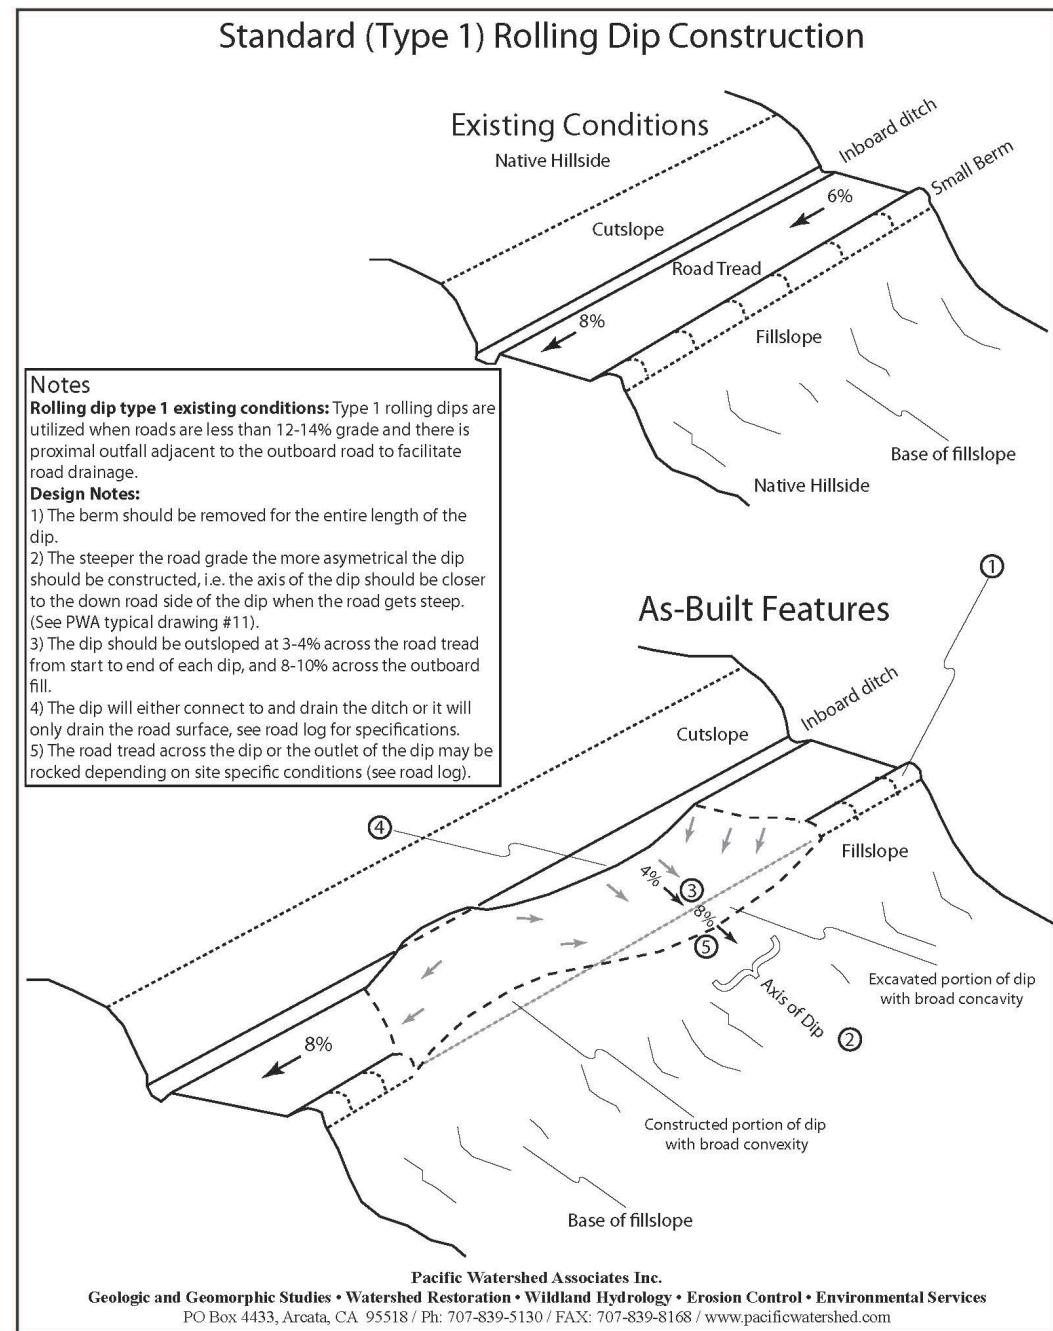 Standard (Type 1) Rolling Dip Construction
Existing Conditions
Native Hillside
Inboard ditch
Small Berm
6%
Cutslope
Road Tread
8%
Fillslope
Base of fillslope
Native Hillside
Notes
Rolling dip type 1 existing conditions: Type 1 rolling dips are
utilized when roads are less than 12-14% grade and there is
proximal outfall adjacent to the outboard road to facilitate
road drainage.
Design Notes:
1) The berm should be removed for the entire length of the
dip.
2) The steeper the road grade the more asymetrical the dip
should be constructed, i.e. the axis of the dip should be closer
to the down road side of the dip when the road gets steep.
(See PWA typical drawing #11).
3) The dip should be outsloped at 3-4% across the road tread
from start to end of each dip, and 8-10% across the outboard
fill.
4) The dip will either connect to and drain the ditch or it will
only drain the road surface, see road log for specifications.
5) The road tread across the dip or the outlet of the dip may be
rocked depending on site specific conditions (see road log).
1
As-Built Features
Inboard ditch
Cutslope
4
Fillslope
4%
3
8%
5
Excavated portion of dip
with broad concavity
Axis of Dip
2
8%
Constructed portion of dip
with broad convexity
Base of fillslope
Pacific Watershed Associates Inc.
Geologic and Geomorphic Studies • Watershed Restoration • Wildland Hydrology • Erosion Control • Environmental Services
PO Box 4433, Arcata, CA 95518 / Ph: 707-839-5130 / FAX: 707-839-8168 / www.pacificwatershed.com